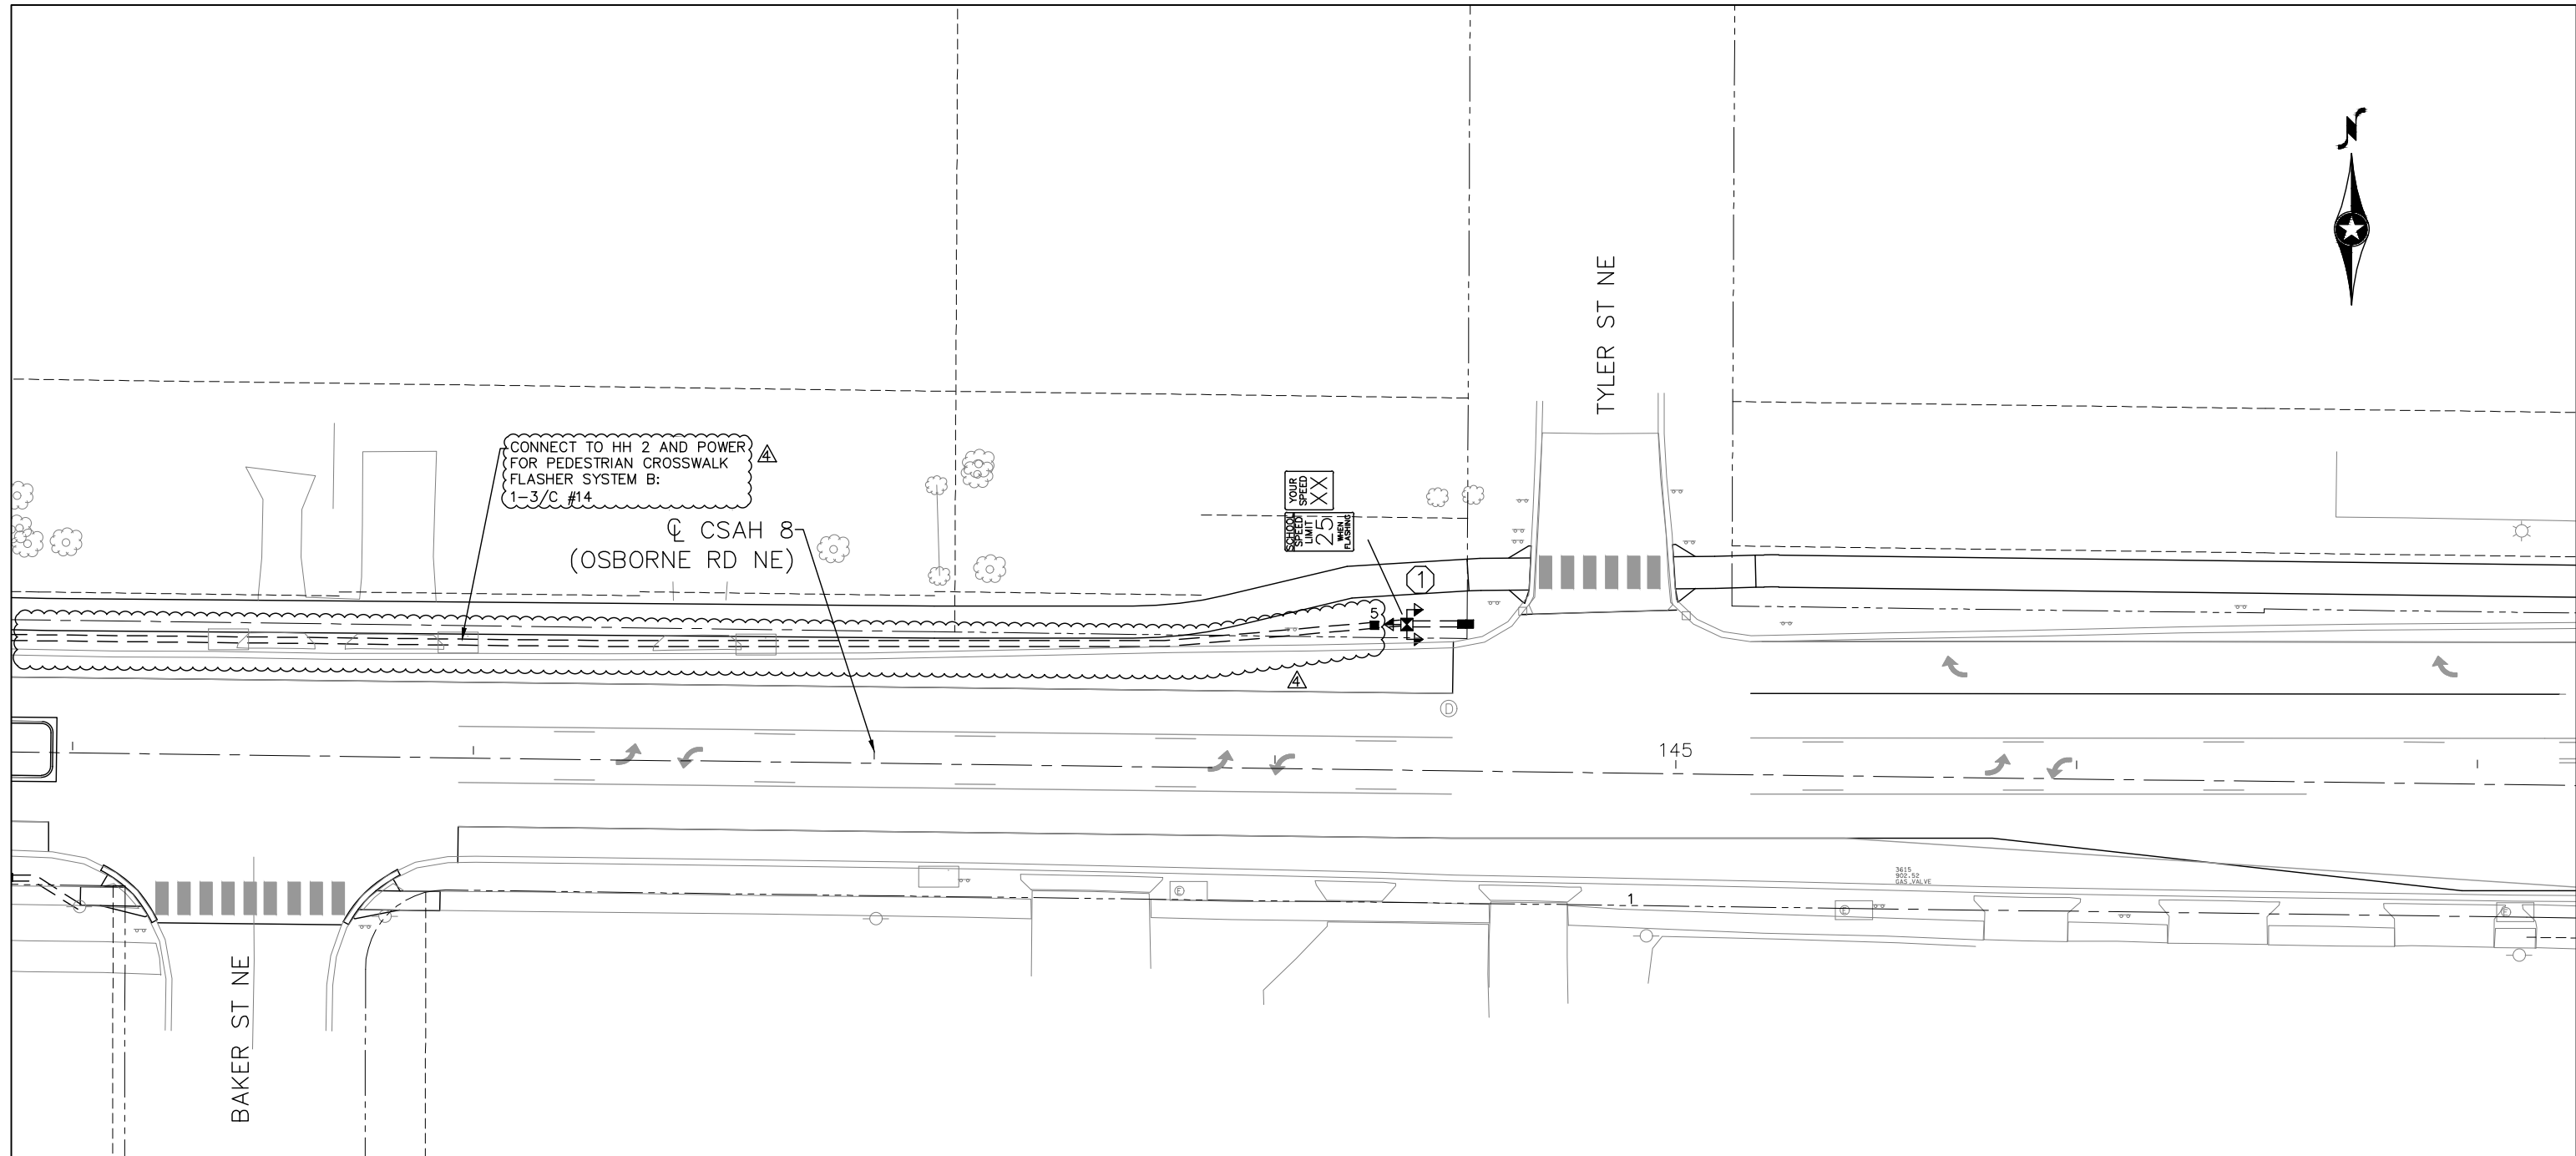 N
TYLER ST NE
CONNECT TO HH 2 AND POWER
FOR PEDESTRIAN CROSSWALK
FLASHER SYSTEM B:
1-3/C #14
4
YOUR
SPEED
XX
SCHOOL
SPEED
LIMIT
25
WHEN
FLASHING
℄ CSAH 8
(OSBORNE RD NE)
1
5
4
D
145
3615
902.52
GAS VALVE
E
E
E
1
BAKER ST NE